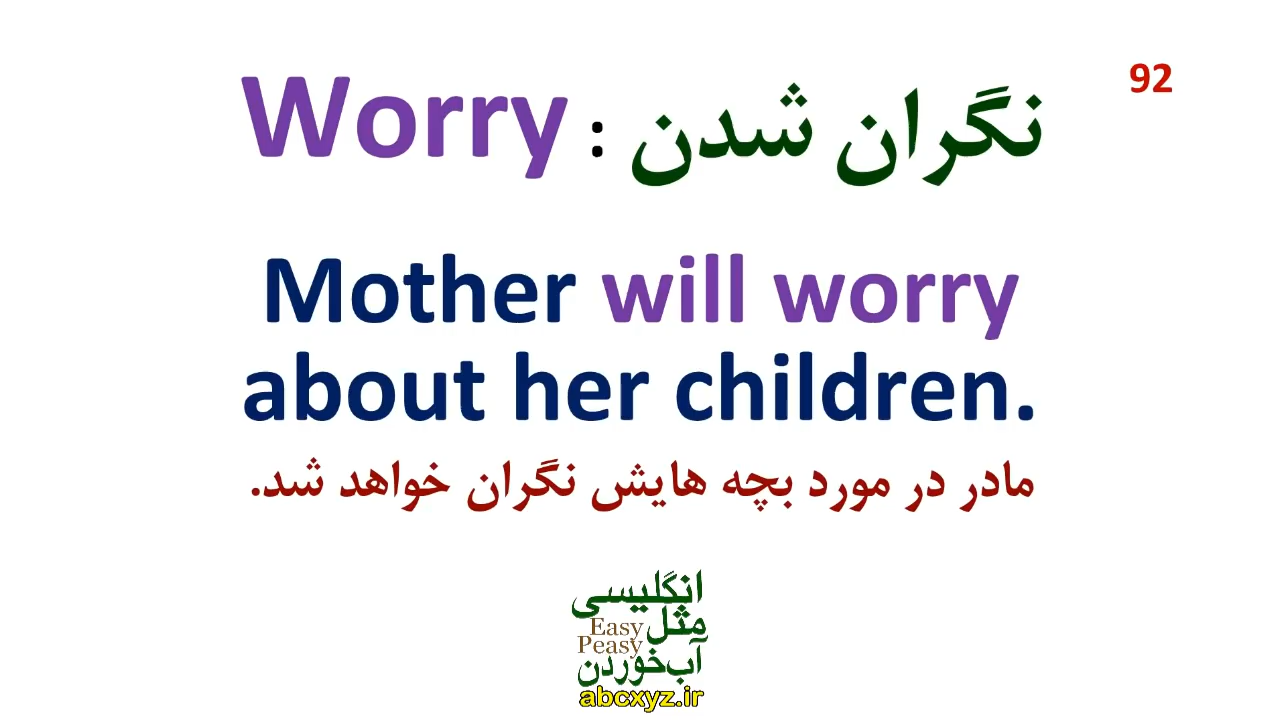 92
Worry : نگران شدن
Mother will worry
about her children.
مادر در مورد بچه هایش نگران خواهد شد.
انگلیسی
مثل Easy
Peasy
آب‌خوردن
abcxyz.ir